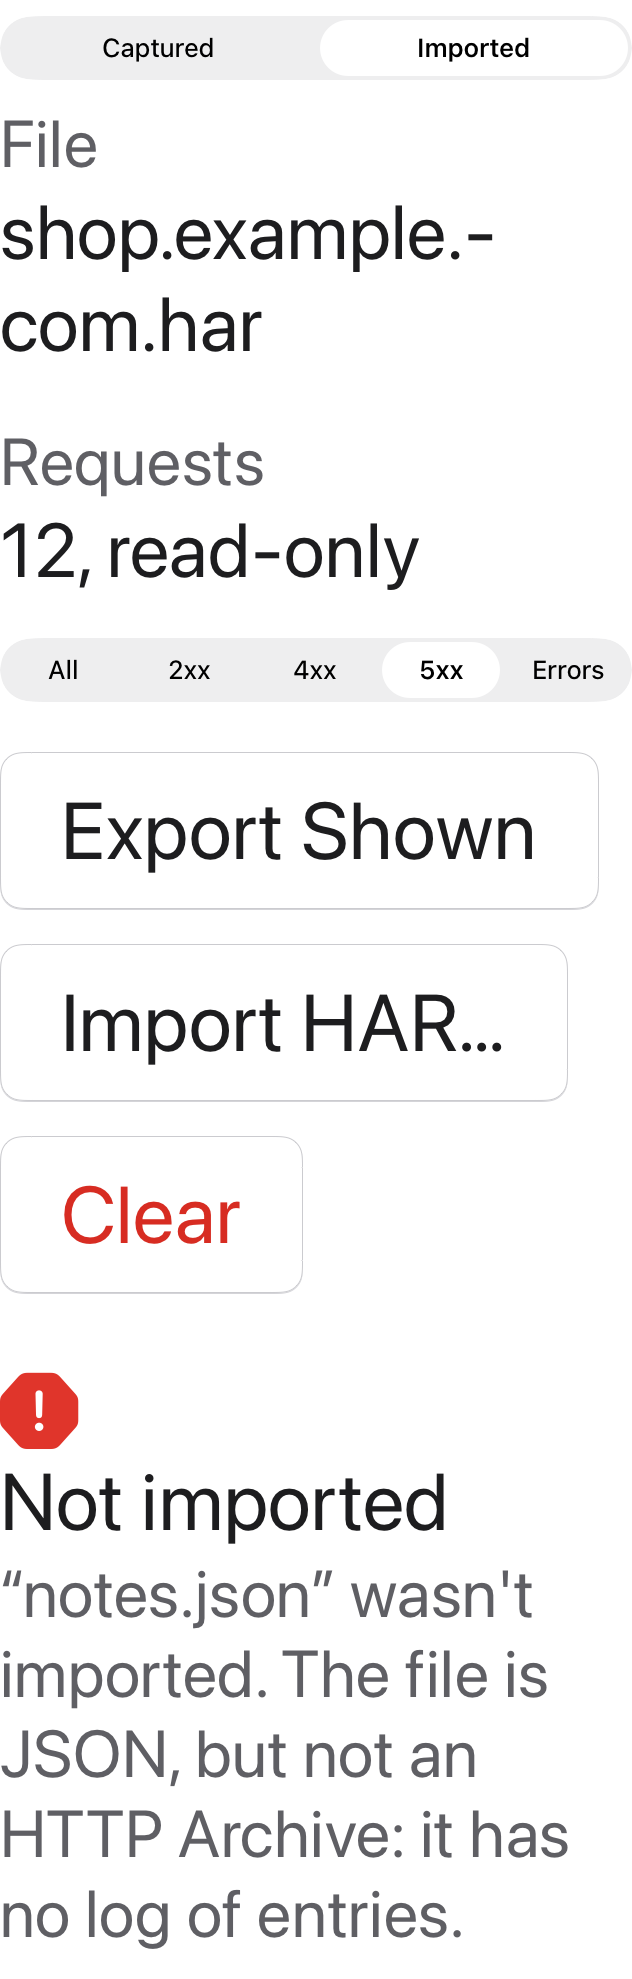 Captured Imported
File
shop.example.-
com.har
Requests
12, read-only
All 2xx 4xx 5xx Errors
Export Shown
Import HAR...
Clear
Not imported
“notes.json” wasn't
imported. The file is
JSON, but not an
HTTP Archive: it has
no log of entries.